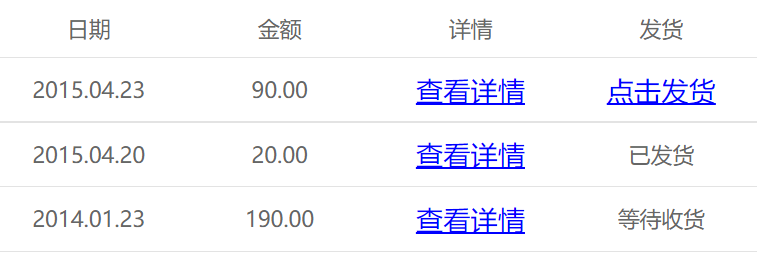 日期 金额 详情 发货
2015.04.23 90.00 查看详情 点击发货
2015.04.20 20.00 查看详情 已发货
2014.01.23 190.00 查看详情 等待收货